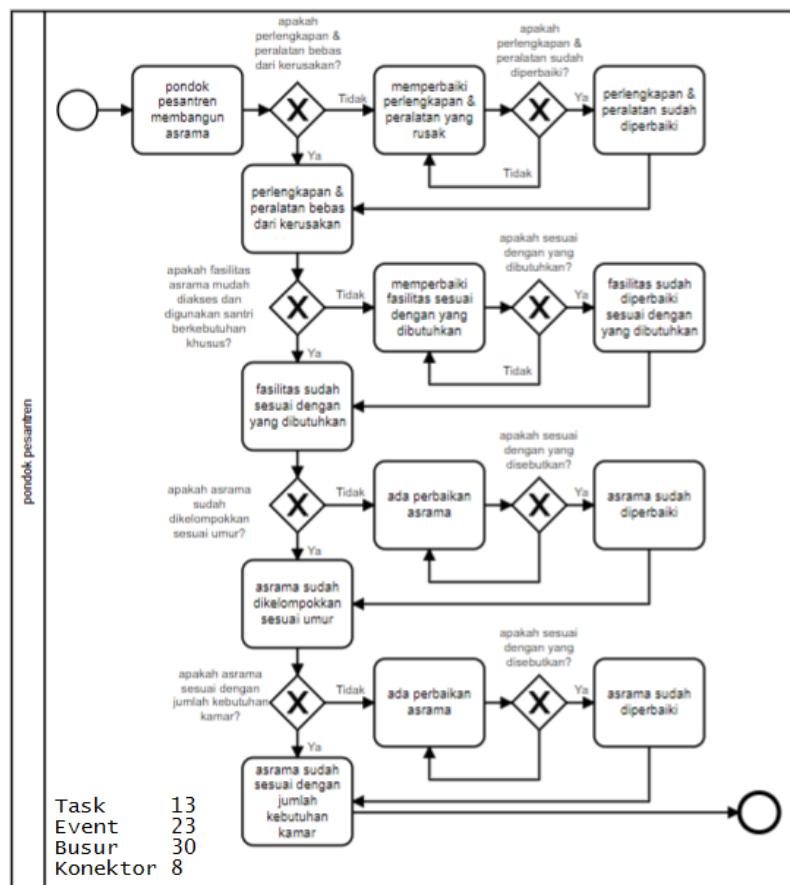 pondok pesantren
apakah
perlengkapan &
peralatan bebas
dari kerusakan?
apakah
perlengkapan &
peralatan sudah
diperbaiki?
pondok
pesantren
membangun
asrama
Tidak
memperbaiki
perlengkapan &
peralatan yang
rusak
Ya
perlengkapan &
peralatan sudah
diperbaiki
Ya
Tidak
perlengkapan &
peralatan bebas
dari kerusakan
apakah fasilitas
asrama mudah
diakses dan
digunakan santri
berkebutuhan
khusus?
Tidak
memperbaiki
fasilitas sesuai
dengan yang
dibutuhkan
apakah sesuai
dengan yang
dibutuhkan?
Ya
fasilitas sudah
diperbaiki
sesuai dengan
yang dibutuhkan
Ya
Tidak
fasilitas sudah
sesuai dengan
yang dibutuhkan
apakah asrama
sudah
dikelompokkan
sesuai umur?
Tidak
ada perbaikan
asrama
apakah sesuai
dengan yang
disebutkan?
Ya
asrama sudah
diperbaiki
Ya
asrama sudah
dikelompokkan
sesuai umur
apakah asrama
sesuai dengan
jumlah kebutuhan
kamar?
Tidak
ada perbaikan
asrama
apakah sesuai
dengan yang
disebutkan?
Ya
asrama sudah
diperbaiki
Ya
asrama sudah
sesuai dengan
jumlah
kebutuhan
kamar
Task 13
Event 23
Busur 30
Konektor 8